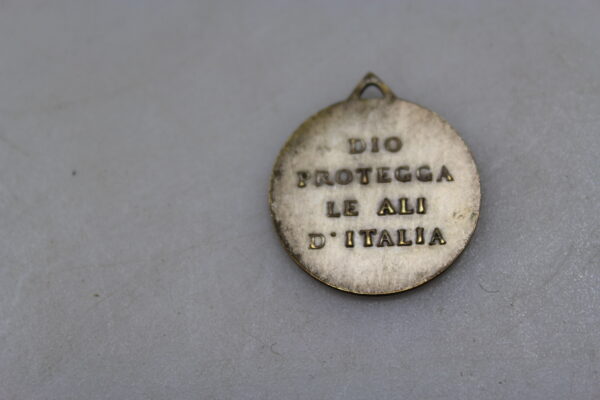 DIO
PROTEGGA
LE ALI
D'ITALIA